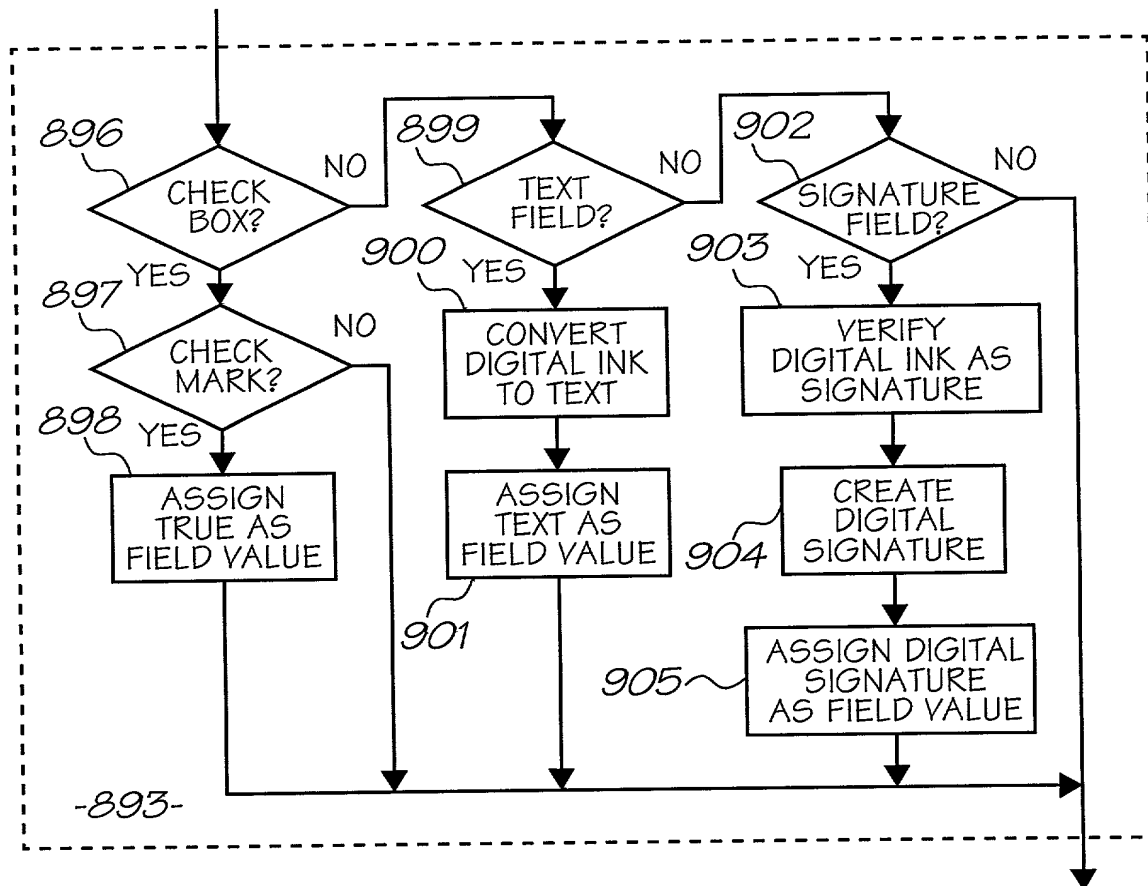 896
CHECK
BOX?
NO
YES
897
CHECK
MARK?
NO
YES
898
ASSIGN
TRUE AS
FIELD VALUE
899
TEXT
FIELD?
NO
YES
900
CONVERT
DIGITAL INK
TO TEXT
ASSIGN
TEXT AS
FIELD VALUE
901
902
SIGNATURE
FIELD?
NO
YES
903
VERIFY
DIGITAL INK AS
SIGNATURE
CREATE
DIGITAL
SIGNATURE
904
ASSIGN DIGITAL
SIGNATURE
AS FIELD VALUE
905
-893-